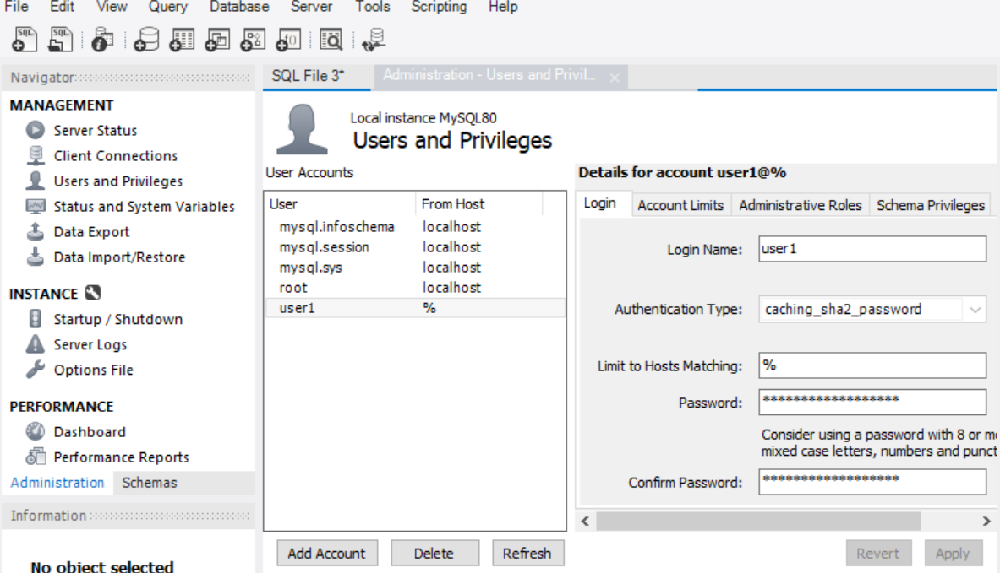 File Edit View Query Database Server Tools Scripting Help
SQL SQL
Navigator
MANAGEMENT
Server Status
Client Connections
Users and Privileges
Status and System Variables
Data Export
Data Import/Restore
INSTANCE
Startup / Shutdown
Server Logs
Options File
PERFORMANCE
Dashboard
Performance Reports
Administration Schemas
Information
No object selected
SQL File 3* Administration - Users and Privil...
Local instance MySQL80
Users and Privileges
User Accounts
User From Host
mysql.infoschema localhost
mysql.session localhost
mysql.sys localhost
root localhost
user1 %
Add Account Delete Refresh
Details for account user1@%
Login Account Limits Administrative Roles Schema Privileges
Login Name: user1
Authentication Type: caching_sha2_password
Limit to Hosts Matching: %
Password: ******************
Consider using a password with 8 or m
mixed case letters, numbers and punct
Confirm Password: ******************
Revert Apply